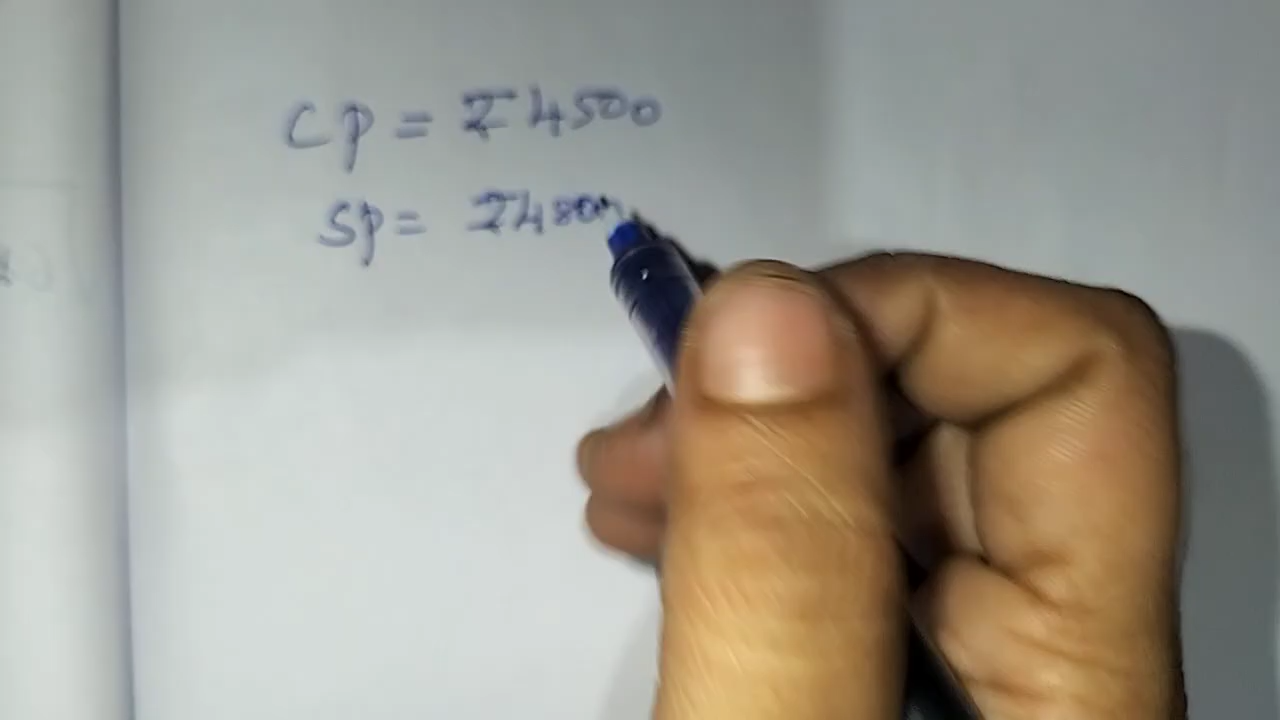 CP = ₹4500
SP = ₹4800